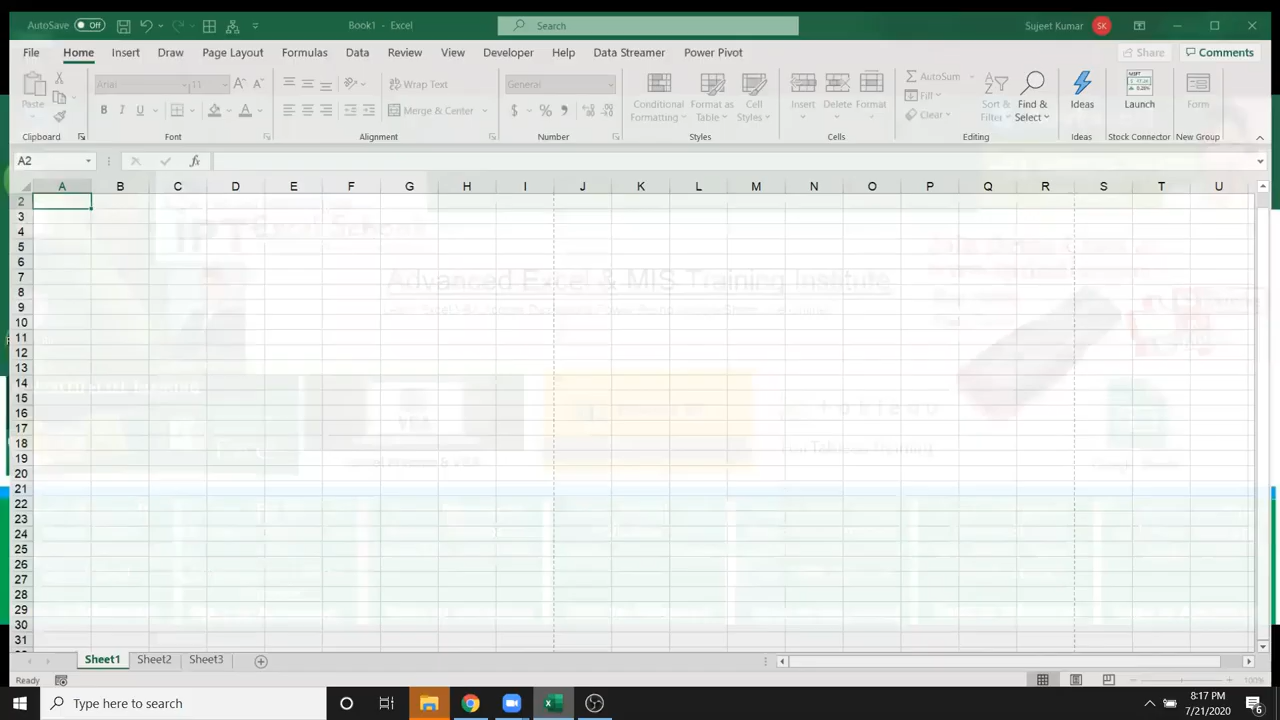 AutoSave Off Book1 - Excel Search Sujeet Kumar SK
File Home Insert Draw Page Layout Formulas Data Review View Developer Help Data Streamer Power Pivot Share Comments
Paste Arial 11 A A Wrap Text General Conditional Formatting Format as Table Cell Styles Insert Delete Format AutoSum Fill Clear Sort & Filter Find & Select Ideas Launch Form
B I U A Merge & Center $ % ,
Clipboard Font Alignment Number Styles Cells Editing Ideas Stock Connector New Group
A2 fx
A B C D E F G H I J K L M N O P Q R S T U
2
3
4
5
6
7
8
9
10
11
12
13
14
15
16
17
18
19
20
21
22
23
24
25
26
27
28
29
30
31
Excel School
Advanced Excel & MIS Training Institute
Sheet1 Sheet2 Sheet3
Ready 100%
Type here to search 8:17 PM
7/21/2020 6